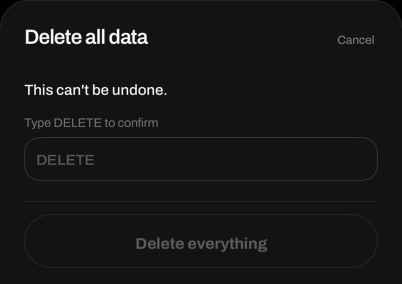 Delete all data
Cancel
This can't be undone.
Type DELETE to confirm
DELETE
Delete everything